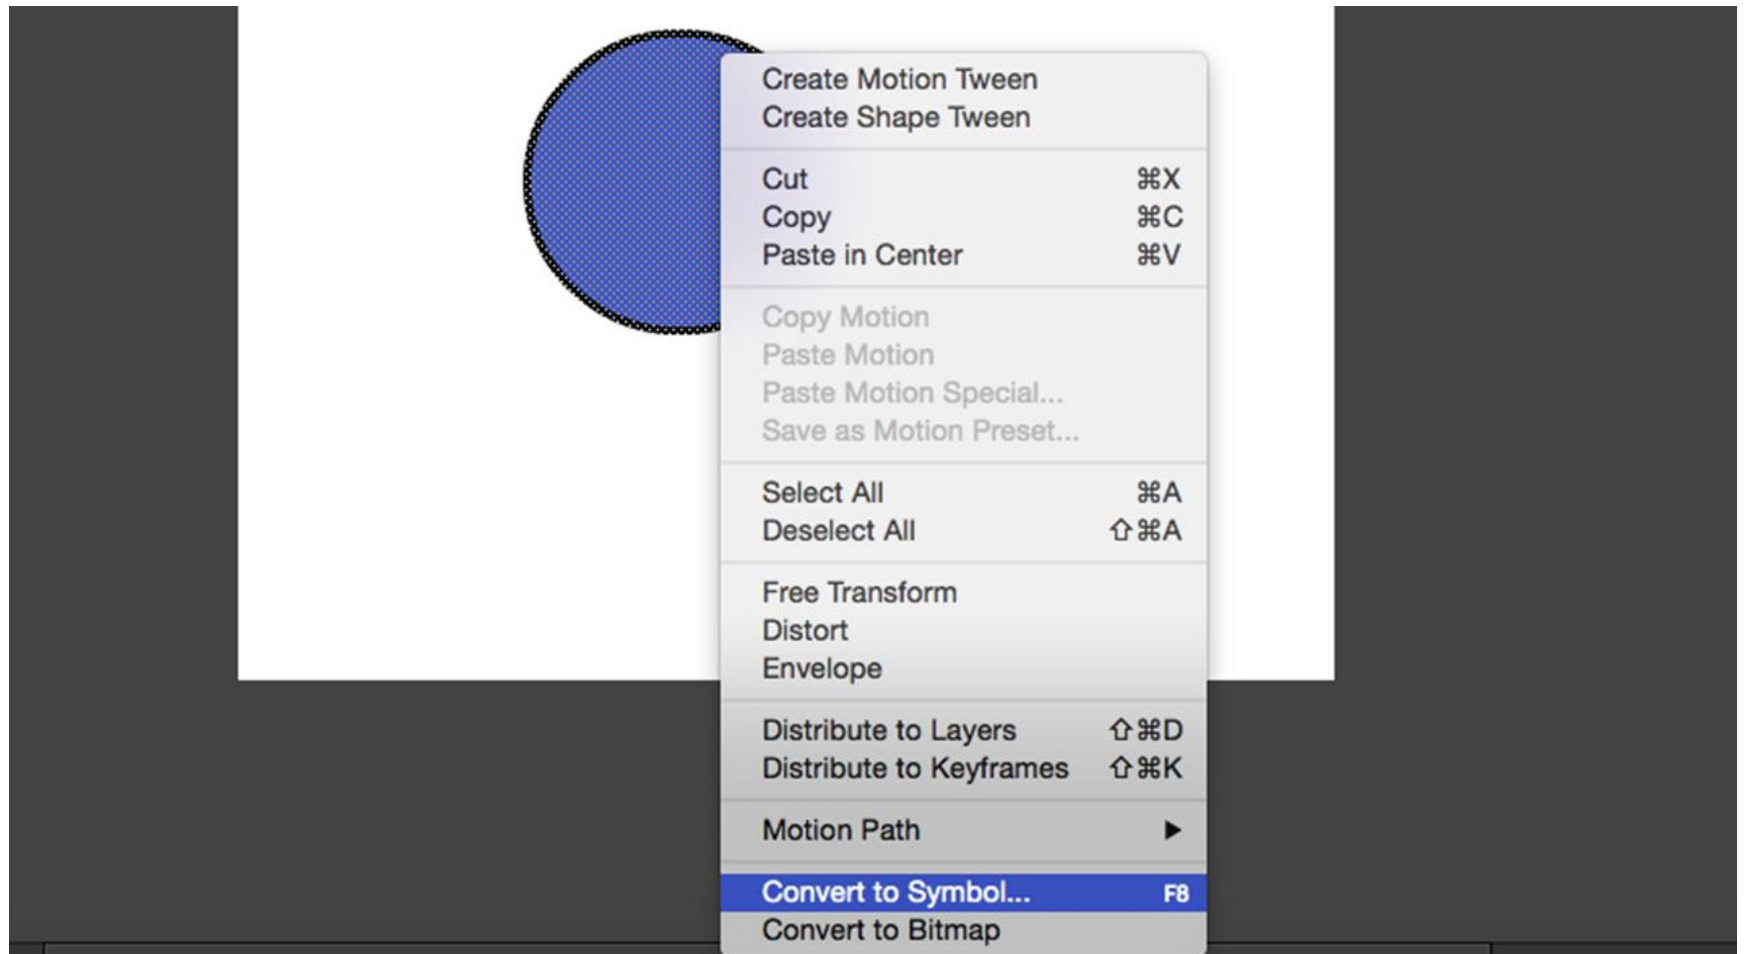 Create Motion Tween
Create Shape Tween
Cut ⌘X
Copy ⌘C
Paste in Center ⌘V
Copy Motion
Paste Motion
Paste Motion Special...
Save as Motion Preset...
Select All ⌘A
Deselect All ⇧⌘A
Free Transform
Distort
Envelope
Distribute to Layers ⇧⌘D
Distribute to Keyframes ⇧⌘K
Motion Path ▶
Convert to Symbol... F8
Convert to Bitmap